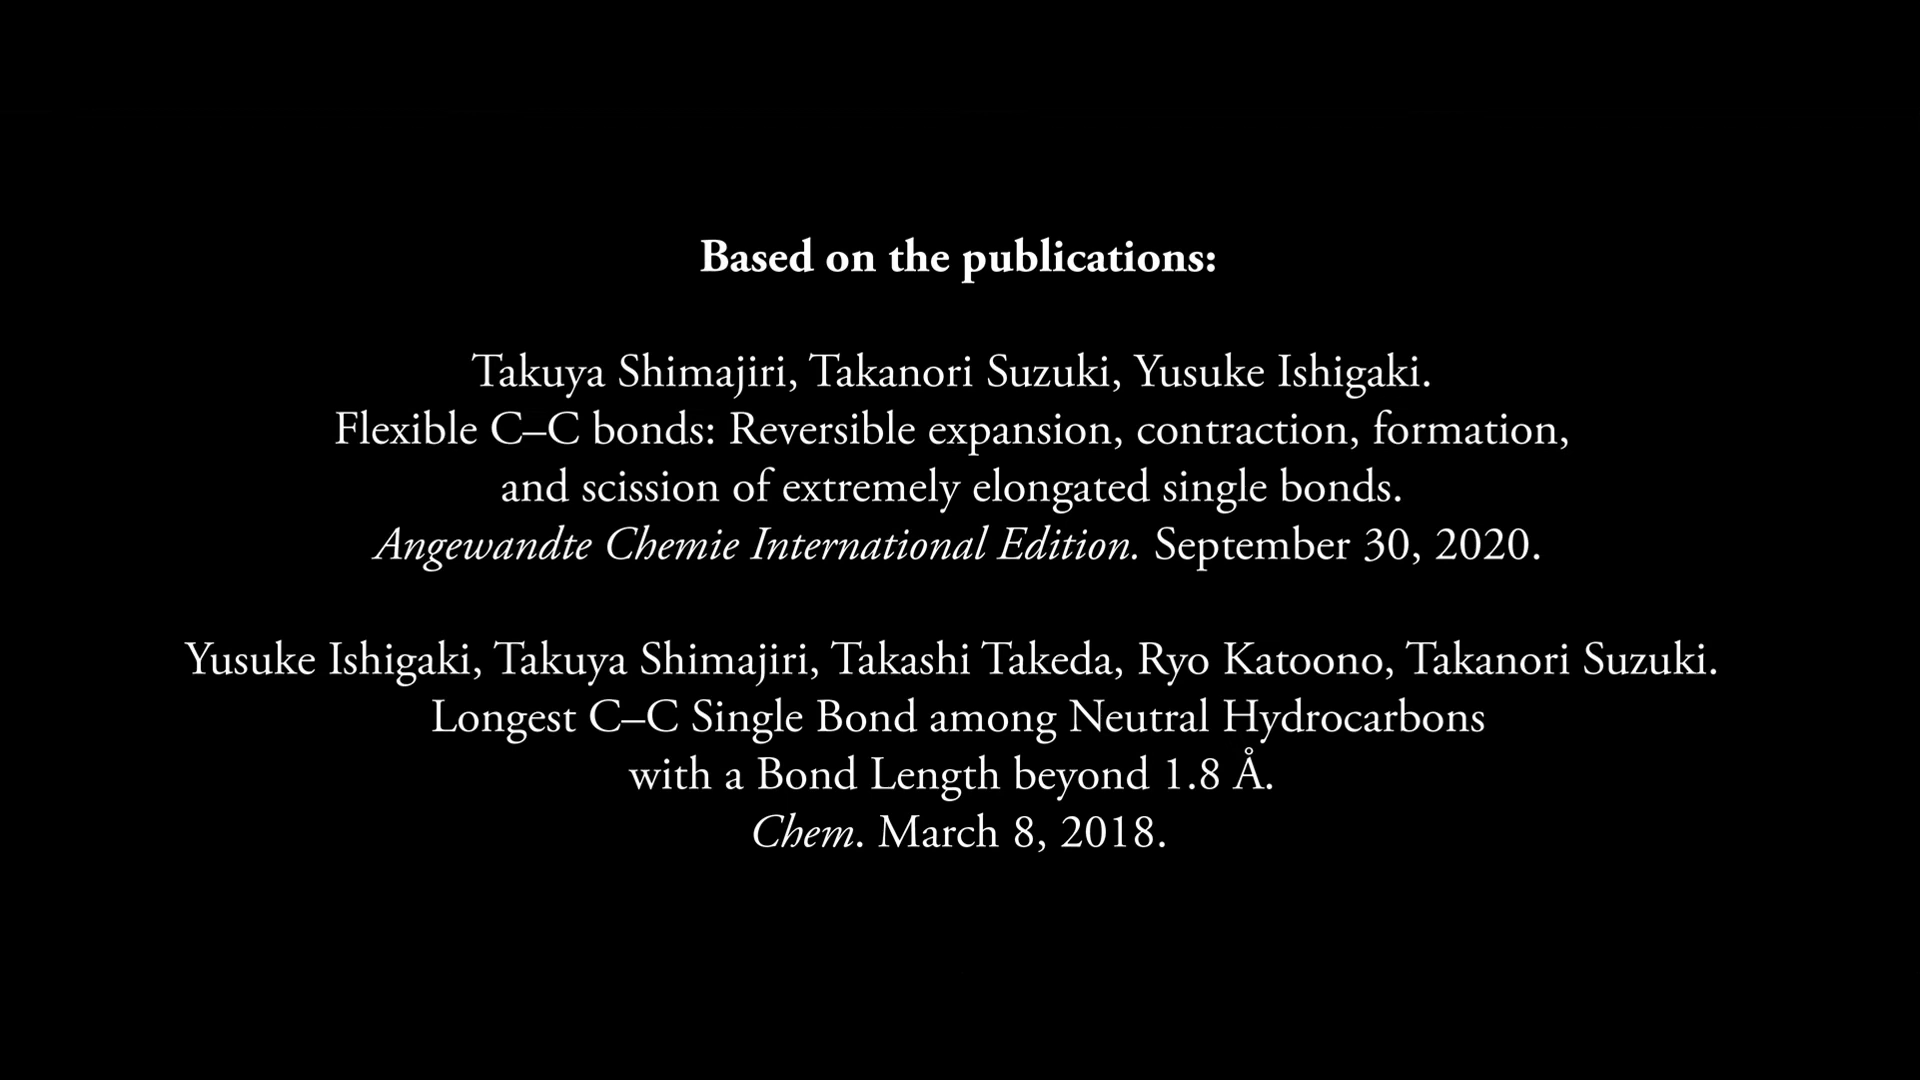 Based on the publications:
Takuya Shimajiri, Takanori Suzuki, Yusuke Ishigaki.
Flexible C–C bonds: Reversible expansion, contraction, formation,
and scission of extremely elongated single bonds.
Angewandte Chemie International Edition. September 30, 2020.
Yusuke Ishigaki, Takuya Shimajiri, Takashi Takeda, Ryo Katoono, Takanori Suzuki.
Longest C–C Single Bond among Neutral Hydrocarbons
with a Bond Length beyond 1.8 Å.
Chem. March 8, 2018.